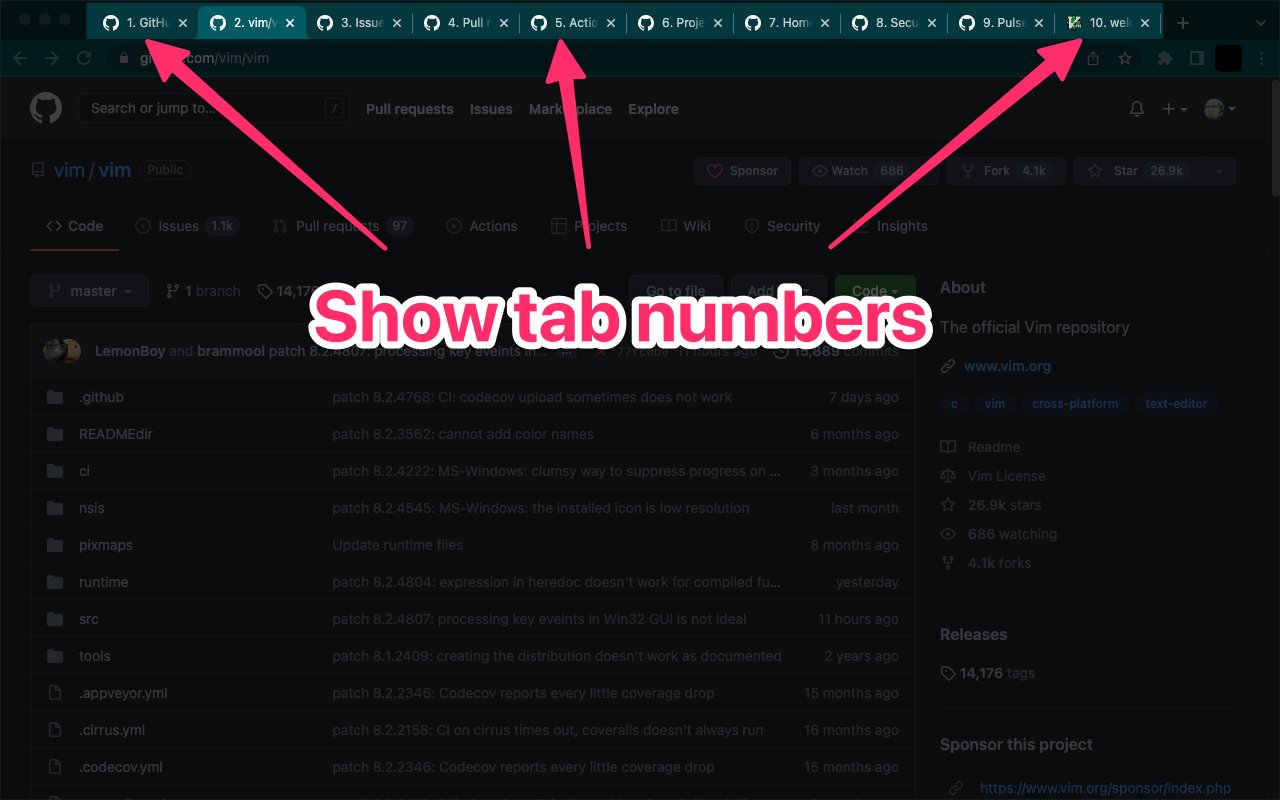 1. GitHu 2. vim/v 3. Issue 4. Pull r 5. Actio 6. Proje 7. Home 8. Secu 9. Pulse 10. wel
.com/vim/vim
Search or jump to... / Pull requests Issues Marketplace Explore
vim / vim Public Sponsor Watch 686 Fork 4.1k Star 26.9k
Code Issues 1.1k Pull requests 97 Actions Projects Wiki Security Insights
master 1 branch 14,176 Go to file Add Code About
Show tab numbers
The official Vim repository
LemonBoy and brammool patch 8.2.4807: processing key eveints in... 11 hours ago 15,889 commits
www.vim.org
.github patch 8.2.4768: CI: codecov upload sometimes does not work 7 days ago
c vim cross-platform text-editor
READMEdir patch 8.2.3562: cannot add color names 6 months ago
Readme
ci patch 8.2.4222: MS-Windows: clumsy way to suppress progress on ... 3 months ago
Vim License
nsis patch 8.2.4545: MS-Windows: the installed icon is low resolution last month
26.9k stars
686 watching
pixmaps Update runtime files 8 months ago
4.1k forks
runtime patch 8.2.4804: expression in heredoc doesn't work for compiled fu... yesterday
src patch 8.2.4807: processing key eveints in Win32 GUI is not ideal 11 hours ago
Releases
tools patch 8.1.2409: creating the distribution doesn't work as documented 2 years ago
14,176 tags
.appveyor.yml patch 8.2.2346: Codecov reports every little coverage drop 15 months ago
.cirrus.yml patch 8.2.2158: CI on cirrus times out, coveralls doesn't always run 16 months ago
Sponsor this project
.codecov.yml patch 8.2.2346: Codecov reports every little coverage drop 15 months ago
https://www.vim.org/sponsor/index.php